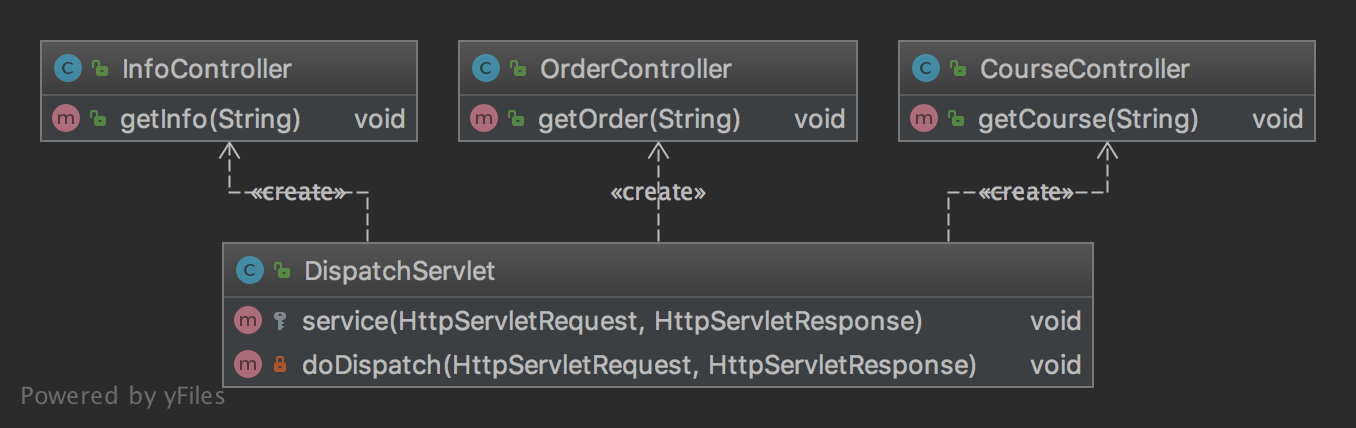 C InfoController
m getInfo(String) void
C OrderController
m getOrder(String) void
C CourseController
m getCourse(String) void
«create»
«create»
«create»
C DispatchServlet
m service(HttpServletRequest, HttpServletResponse) void
m doDispatch(HttpServletRequest, HttpServletResponse) void
Powered by yFiles